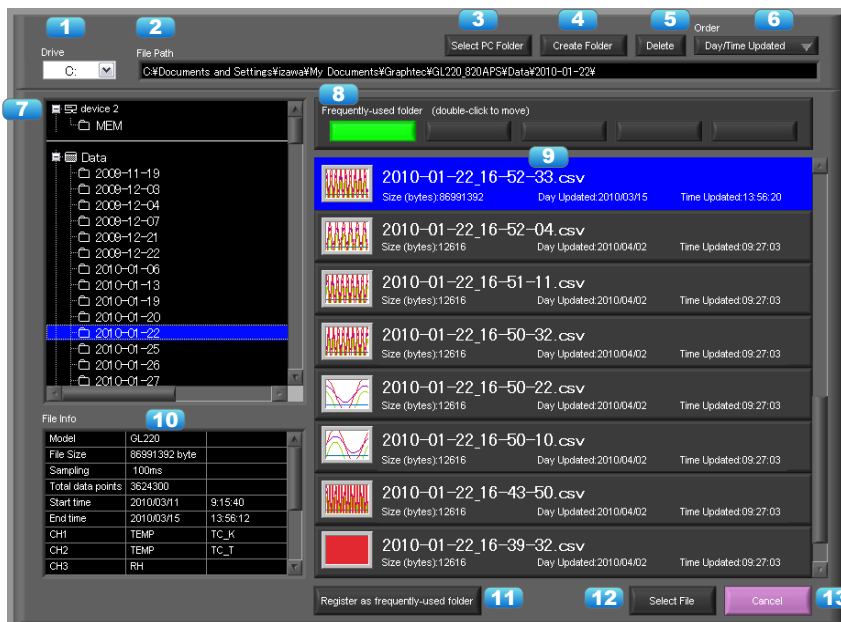 1
2
3
4
5
6
Drive
File Path
Select PC Folder
Create Folder
Delete
Order
Day/Time Updated
C:
C:¥Documents and Settings¥izawa¥My Documents¥Graphtec¥GL220_820APS¥Data¥2010-01-22¥
7
device 2
MEM
Data
2009-11-19
2009-12-03
2009-12-04
2009-12-07
2009-12-21
2009-12-22
2010-01-06
2010-01-13
2010-01-19
2010-01-20
2010-01-22
2010-01-25
2010-01-26
2010-01-27
8
Frequently-used folder (double-click to move)
9
2010-01-22_16-52-33.csv
Size (bytes):86991392 Day Updated:2010/03/15 Time Updated:13:56:20
2010-01-22_16-52-04.csv
Size (bytes):12616 Day Updated:2010/04/02 Time Updated:09:27:03
2010-01-22_16-51-11.csv
Size (bytes):12616 Day Updated:2010/04/02 Time Updated:09:27:03
2010-01-22_16-50-32.csv
Size (bytes):12616 Day Updated:2010/04/02 Time Updated:09:27:03
2010-01-22_16-50-22.csv
Size (bytes):12616 Day Updated:2010/04/02 Time Updated:09:27:03
2010-01-22_16-50-10.csv
Size (bytes):12616 Day Updated:2010/04/02 Time Updated:09:27:03
2010-01-22_16-43-50.csv
Size (bytes):12616 Day Updated:2010/04/02 Time Updated:09:27:03
2010-01-22_16-39-32.csv
Size (bytes):12616 Day Updated:2010/04/02 Time Updated:09:27:03
File Info
10
Model GL220
File Size 86991392 byte
Sampling 100ms
Total data points 3624300
Start time 2010/03/11 9:15:40
End time 2010/03/15 13:56:12
CH1 TEMP TC_K
CH2 TEMP TC_T
CH3 RH
Register as frequently-used folder
11
12
Select File
Cancel
13